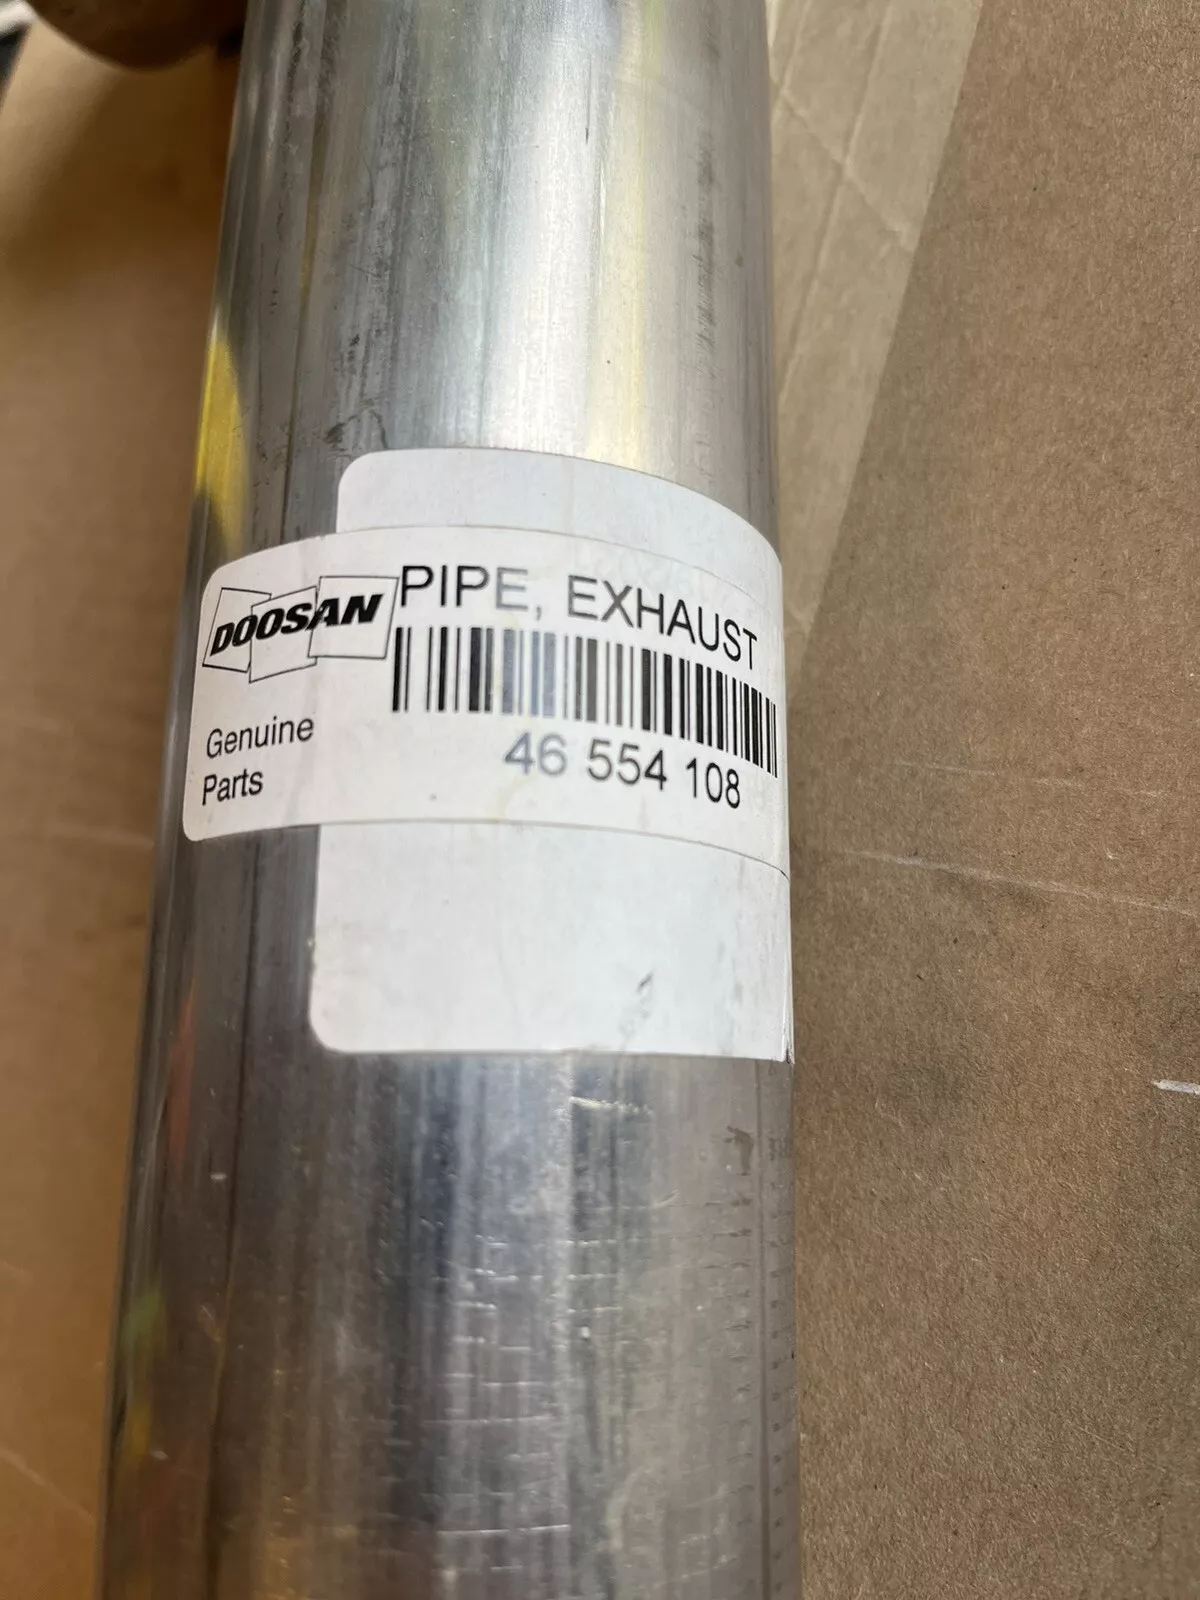 DOOSAN
PIPE, EXHAUST
46 554 108
Genuine
Parts